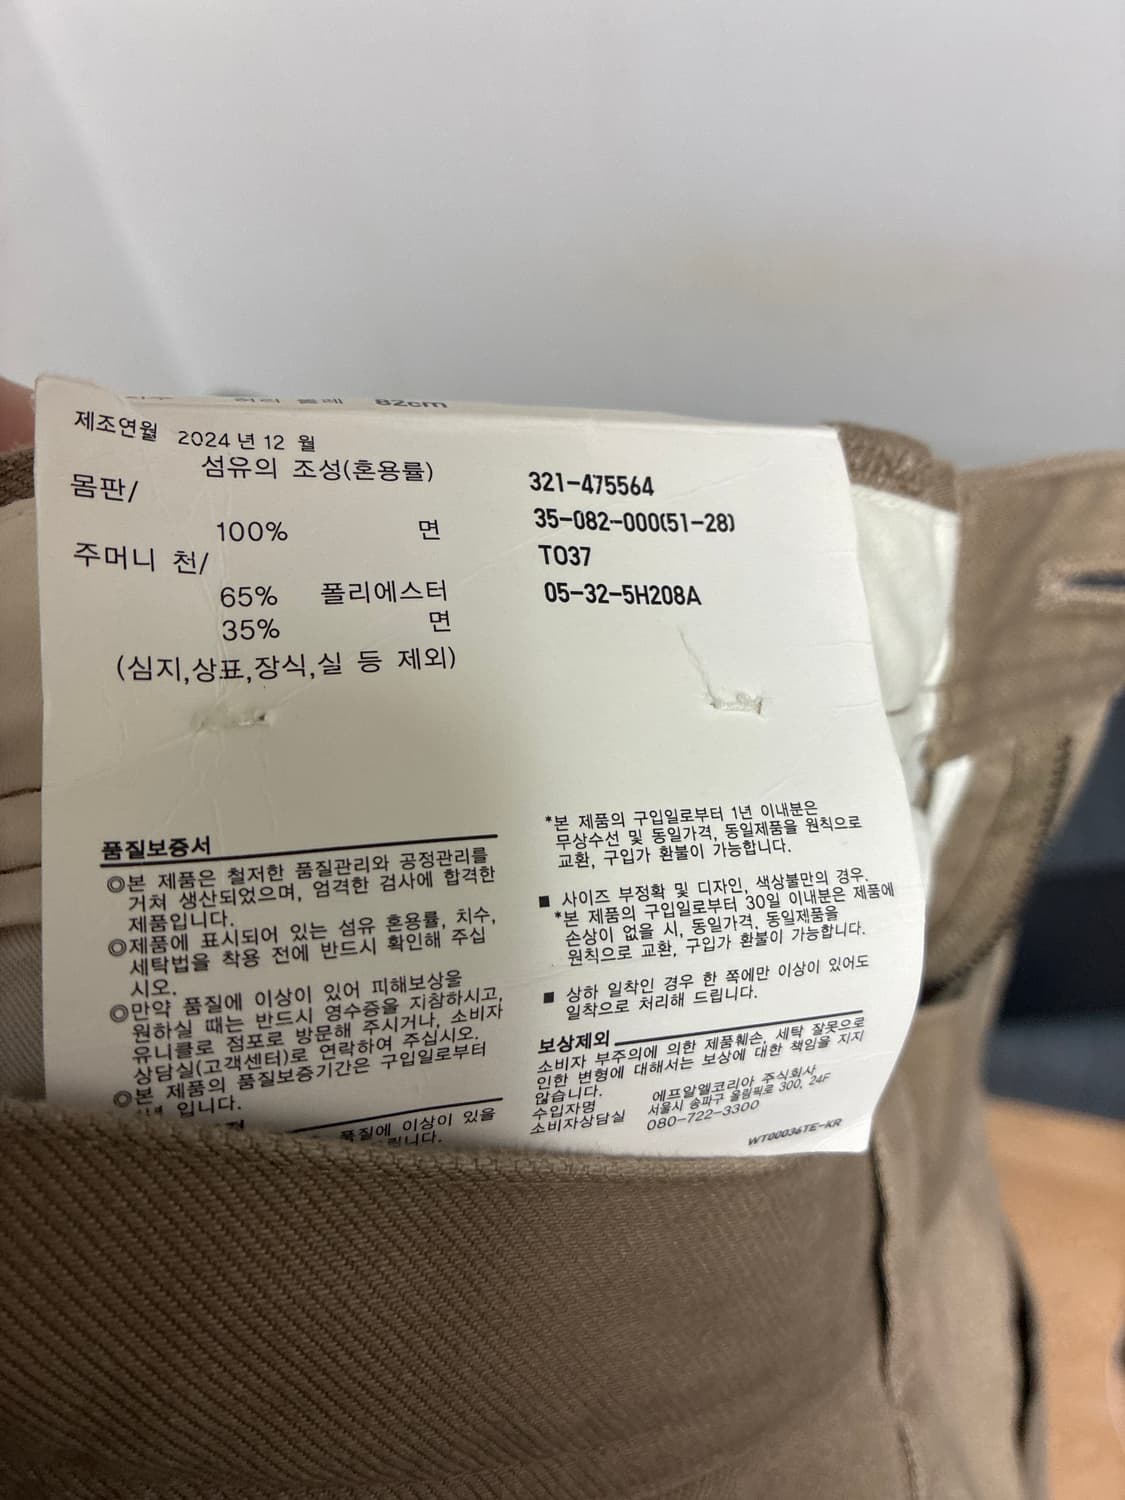 허리 둘레 82cm
제조연월 2024년 12 월
섬유의 조성(혼용률)
몸판/
100% 면
주머니 천/
65% 폴리에스터
35% 면
(심지,상표,장식,실 등 제외)
321-475564
35-082-000(51-28)
TO37
05-32-5H208A
품질보증서
◎본 제품은 철저한 품질관리와 공정관리를
거쳐 생산되었으며, 엄격한 검사에 합격한
제품입니다.
◎제품에 표시되어 있는 섬유 혼용률, 치수,
세탁법을 착용 전에 반드시 확인해 주십
시오.
◎만약 품질에 이상이 있어 피해보상을
원하실 때는 반드시 영수증을 지참하시고,
유니클로 점포로 방문해 주시거나, 소비자
상담실(고객센터)로 연락하여 주십시오.
◎본 제품의 품질보증기간은 구입일로부터
입니다.
품질에 이상이 있을
*본 제품의 구입일로부터 1년 이내분은
무상수선 및 동일가격, 동일제품을 원칙으로
교환, 구입가 환불이 가능합니다.
■ 사이즈 부정확 및 디자인, 색상불만의 경우.
*본 제품의 구입일로부터 30일 이내분은 제품에
손상이 없을 시, 동일가격, 동일제품을
원칙으로 교환, 구입가 환불이 가능합니다.
■ 상하 일착인 경우 한 쪽에만 이상이 있어도
일착으로 처리해 드립니다.
보상제외
소비자 부주의에 의한 제품훼손, 세탁 잘못으로
인한 변형에 대해서는 보상에 대한 책임을 지지
않습니다.
수입자명 에프알엘코리아 주식회사
서울시 송파구 올림픽로 300, 24F
소비자상담실 080-722-3300
WT00036TE-KR